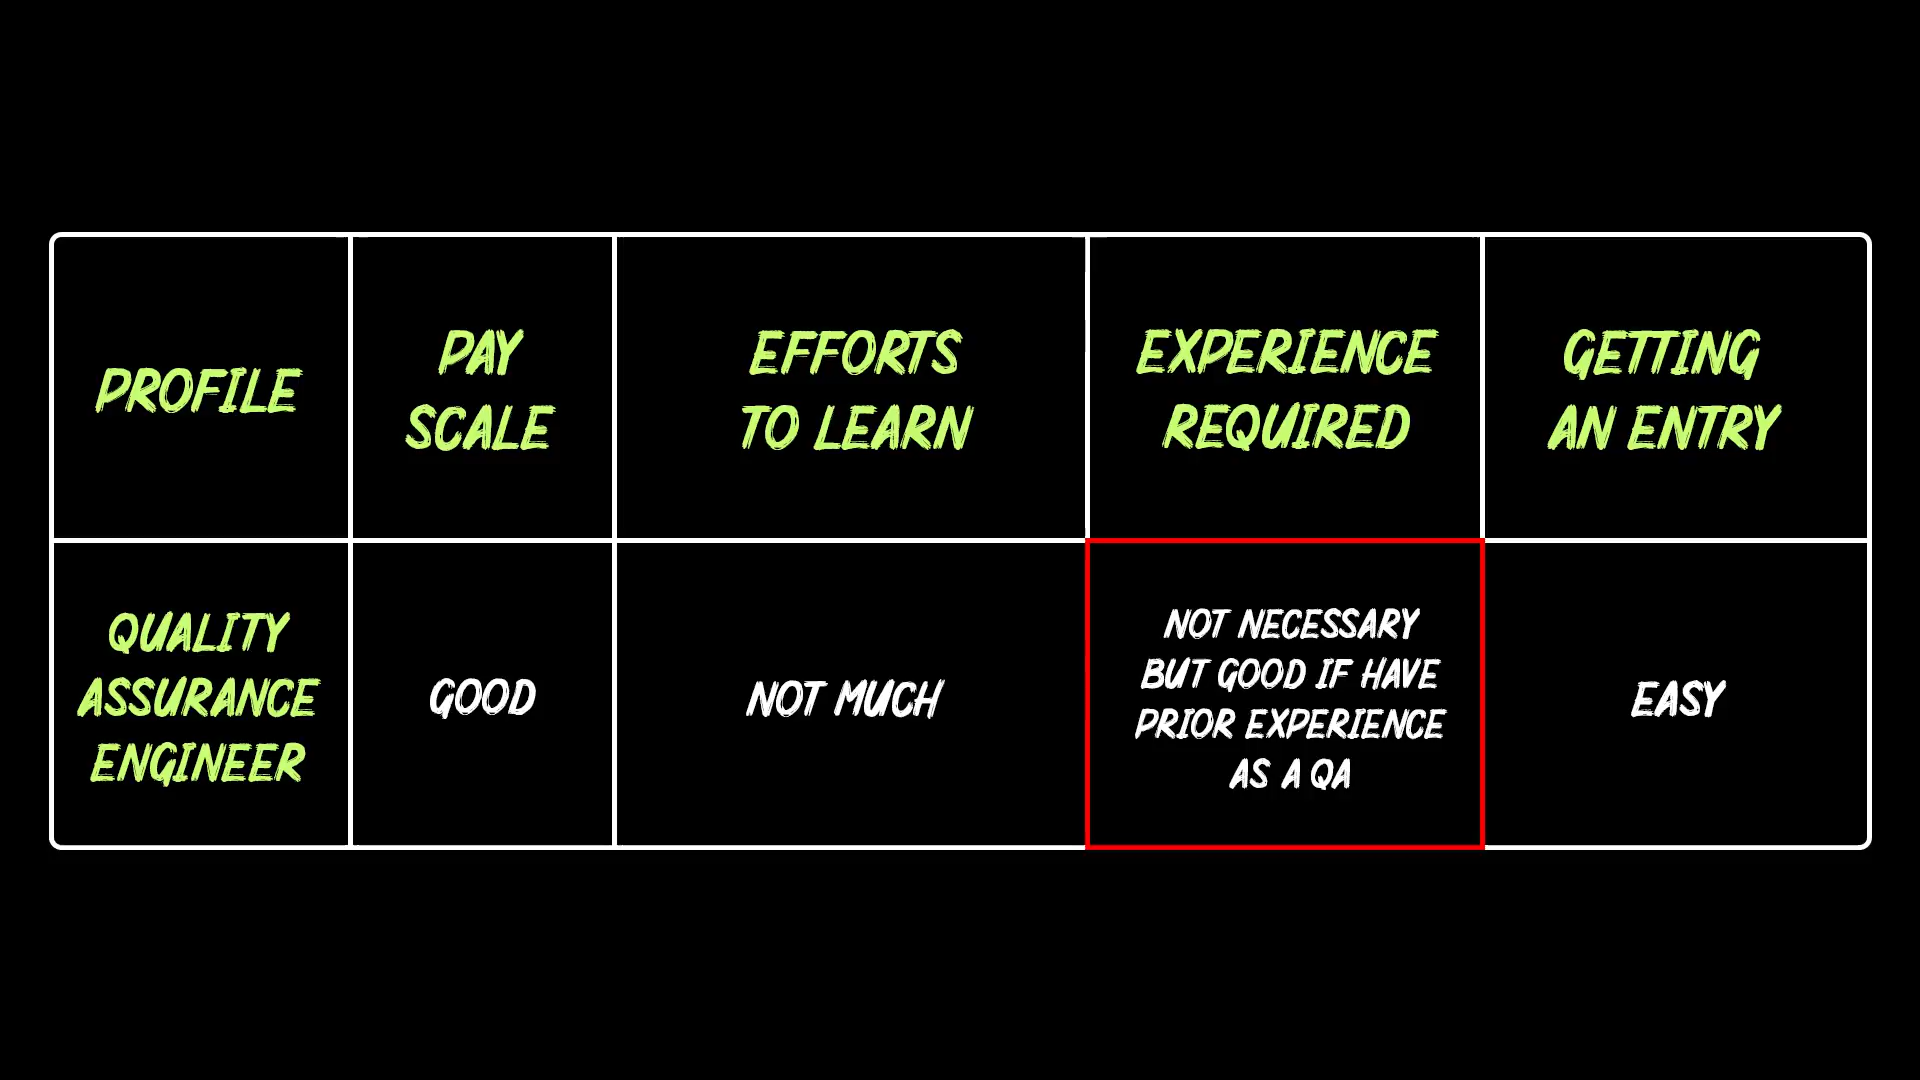 PROFILE
PAY
SCALE
EFFORTS
TO LEARN
EXPERIENCE
REQUIRED
GETTING
AN ENTRY
QUALITY
ASSURANCE
ENGINEER
GOOD
NOT MUCH
NOT NECESSARY
BUT GOOD IF HAVE
PRIOR EXPERIENCE
AS A QA
EASY